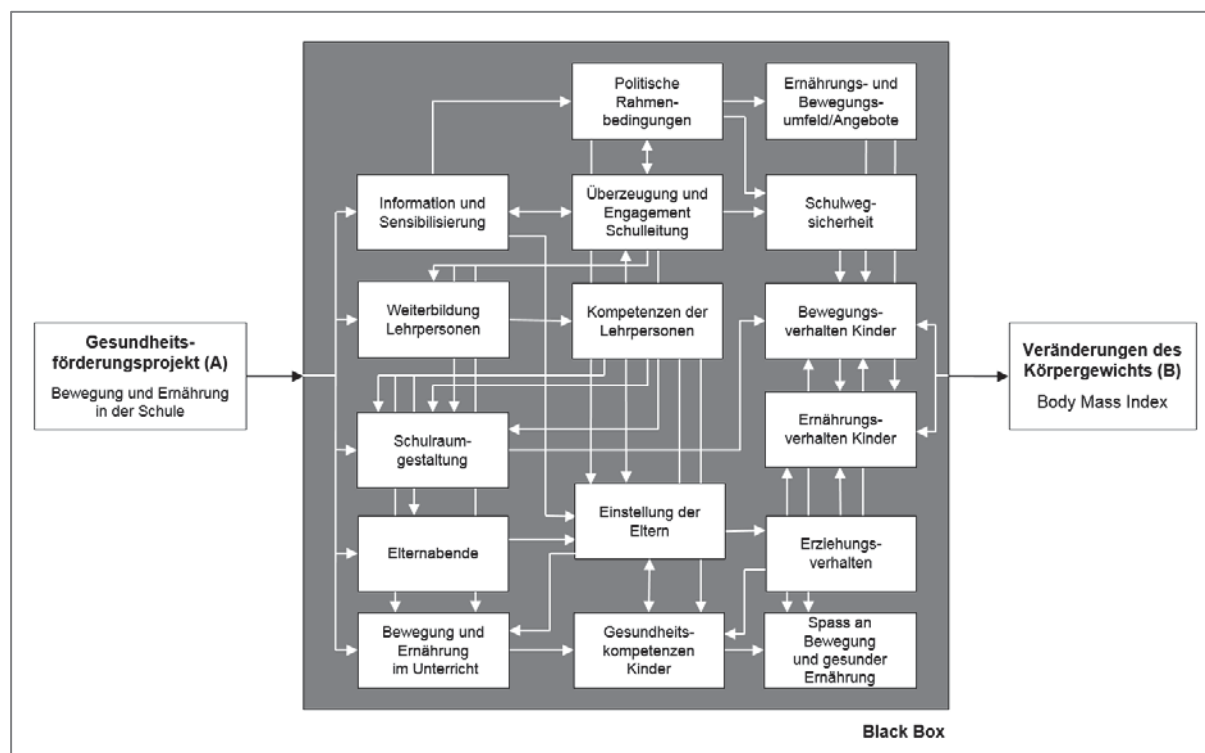 Gesundheits-
förderungsprojekt (A)
Bewegung und Ernährung
in der Schule
Information und
Sensibilisierung
Weiterbildung
Lehrpersonen
Schulraum-
gestaltung
Elternabende
Bewegung und
Ernährung
im Unterricht
Politische
Rahmen-
bedingungen
Überzeugung und
Engagement
Schulleitung
Kompetenzen der
Lehrpersonen
Einstellung der
Eltern
Gesundheits-
kompetenzen
Kinder
Ernährungs- und
Bewegungs-
umfeld/Angebote
Schulweg-
sicherheit
Bewegungs-
verhalten Kinder
Ernährungs-
verhalten Kinder
Erziehungs-
verhalten
Spass an
Bewegung
und gesunder
Ernährung
Veränderungen des
Körpergewichts (B)
Body Mass Index
Black Box